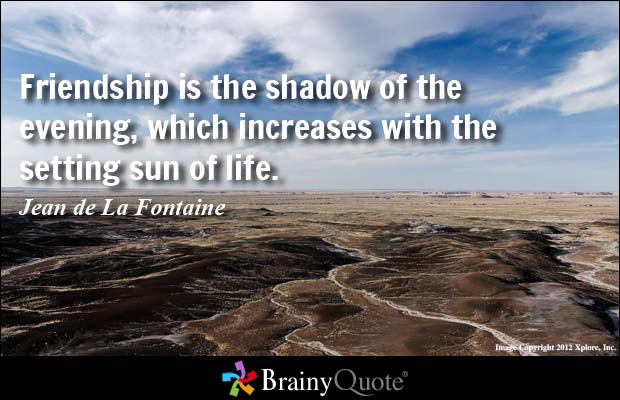 Friendship is the shadow of the
evening, which increases with the
setting sun of life.
Jean de La Fontaine
Image Copyright 2012 Xplore, Inc.
BrainyQuote®